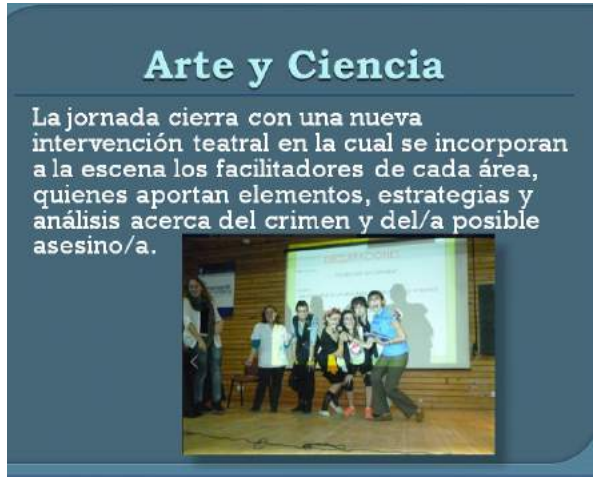 Arte y Ciencia
La jornada cierra con una nueva
intervención teatral en la cual se incorporan
a la escena los facilitadores de cada área,
quienes aportan elementos, estrategias y
análisis acerca del crimen y del/a posible
asesino/a.